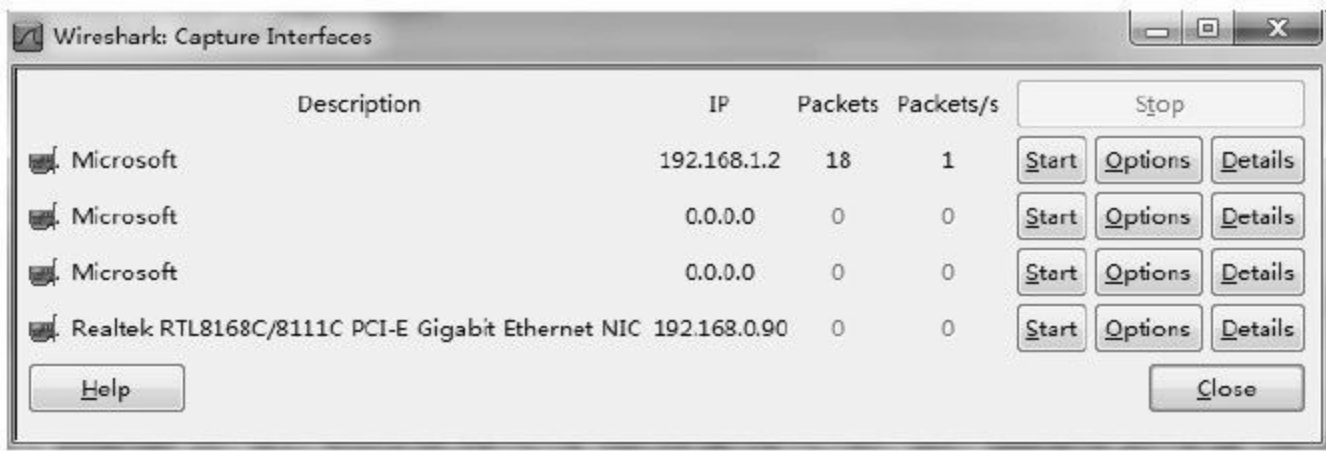 Wireshark: Capture Interfaces
Description IP Packets Packets/s Stop
Microsoft 192.168.1.2 18 1 Start Options Details
Microsoft 0.0.0.0 0 0 Start Options Details
Microsoft 0.0.0.0 0 0 Start Options Details
Realtek RTL8168C/8111C PCI-E Gigabit Ethernet NIC 192.168.0.90 0 0 Start Options Details
Help Close